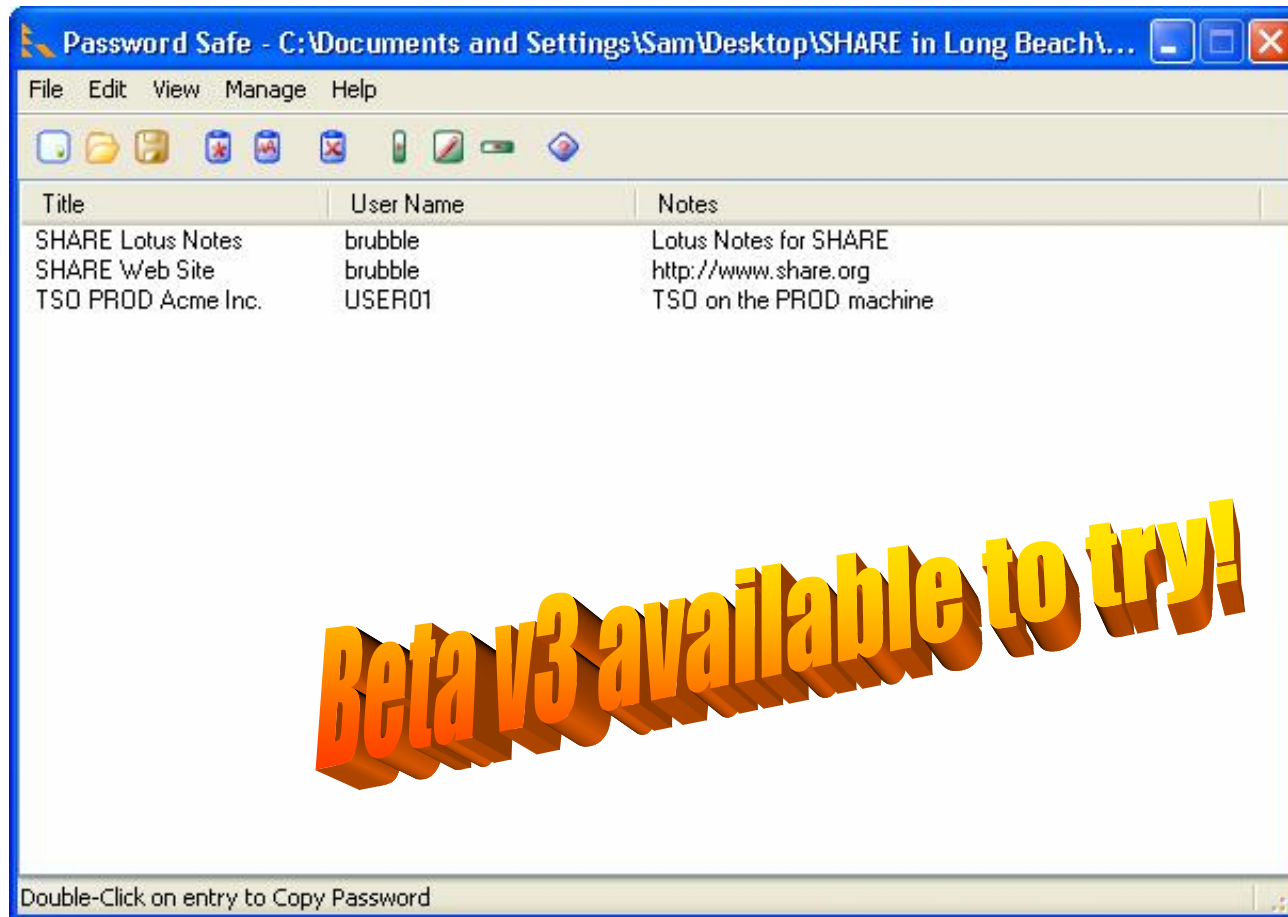 Password Safe - C:\Documents and Settings\Sam\Desktop\SHARE in Long Beach\...
File Edit View Manage Help
Title User Name Notes
SHARE Lotus Notes brubble Lotus Notes for SHARE
SHARE Web Site brubble http://www.share.org
TSO PROD Acme Inc. USER01 TSO on the PROD machine
Beta v3 available to try!
Double-Click on entry to Copy Password